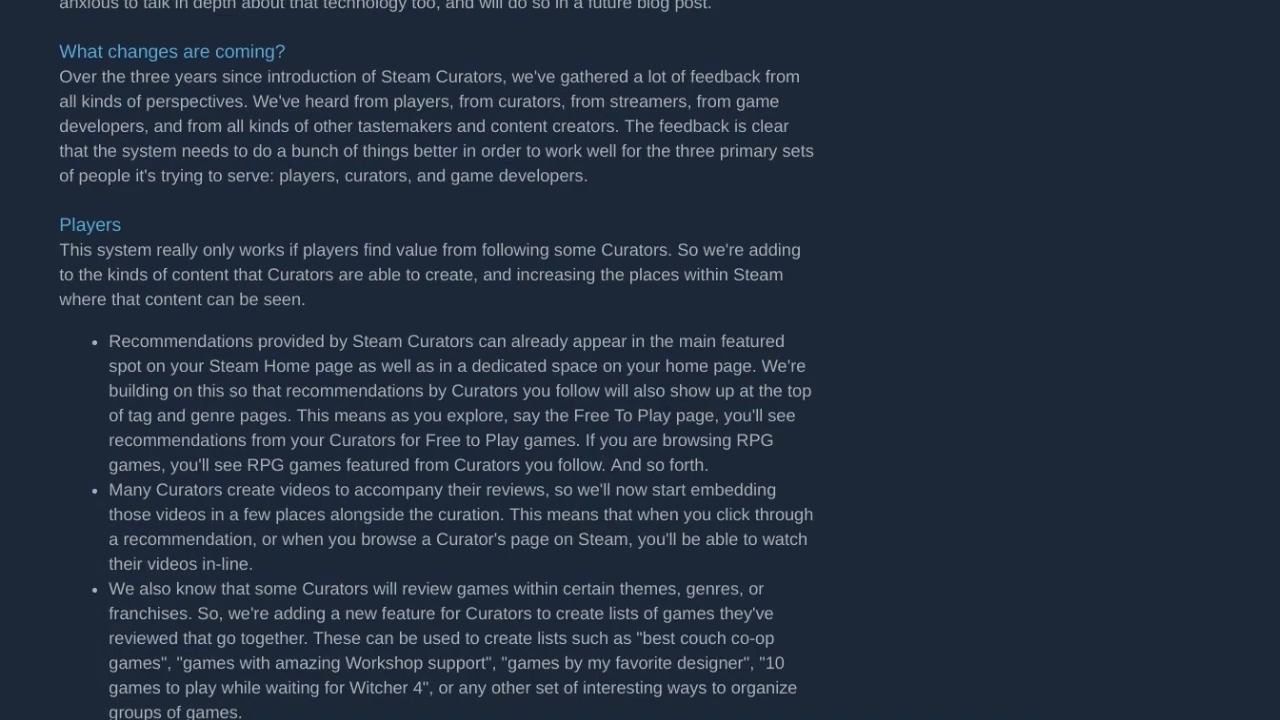 anxious to talk in depth about that technology too, and will do so in a future blog post.
What changes are coming?
Over the three years since introduction of Steam Curators, we've gathered a lot of feedback from
all kinds of perspectives. We've heard from players, from curators, from streamers, from game
developers, and from all kinds of other tastemakers and content creators. The feedback is clear
that the system needs to do a bunch of things better in order to work well for the three primary sets
of people it's trying to serve: players, curators, and game developers.
Players
This system really only works if players find value from following some Curators. So we're adding
to the kinds of content that Curators are able to create, and increasing the places within Steam
where that content can be seen.
• Recommendations provided by Steam Curators can already appear in the main featured
spot on your Steam Home page as well as in a dedicated space on your home page. We're
building on this so that recommendations by Curators you follow will also show up at the top
of tag and genre pages. This means as you explore, say the Free To Play page, you'll see
recommendations from your Curators for Free to Play games. If you are browsing RPG
games, you'll see RPG games featured from Curators you follow. And so forth.
• Many Curators create videos to accompany their reviews, so we'll now start embedding
those videos in a few places alongside the curation. This means that when you click through
a recommendation, or when you browse a Curator's page on Steam, you'll be able to watch
their videos in-line.
• We also know that some Curators will review games within certain themes, genres, or
franchises. So, we're adding a new feature for Curators to create lists of games they've
reviewed that go together. These can be used to create lists such as "best couch co-op
games", "games with amazing Workshop support", "games by my favorite designer", "10
games to play while waiting for Witcher 4", or any other set of interesting ways to organize
groups of games.